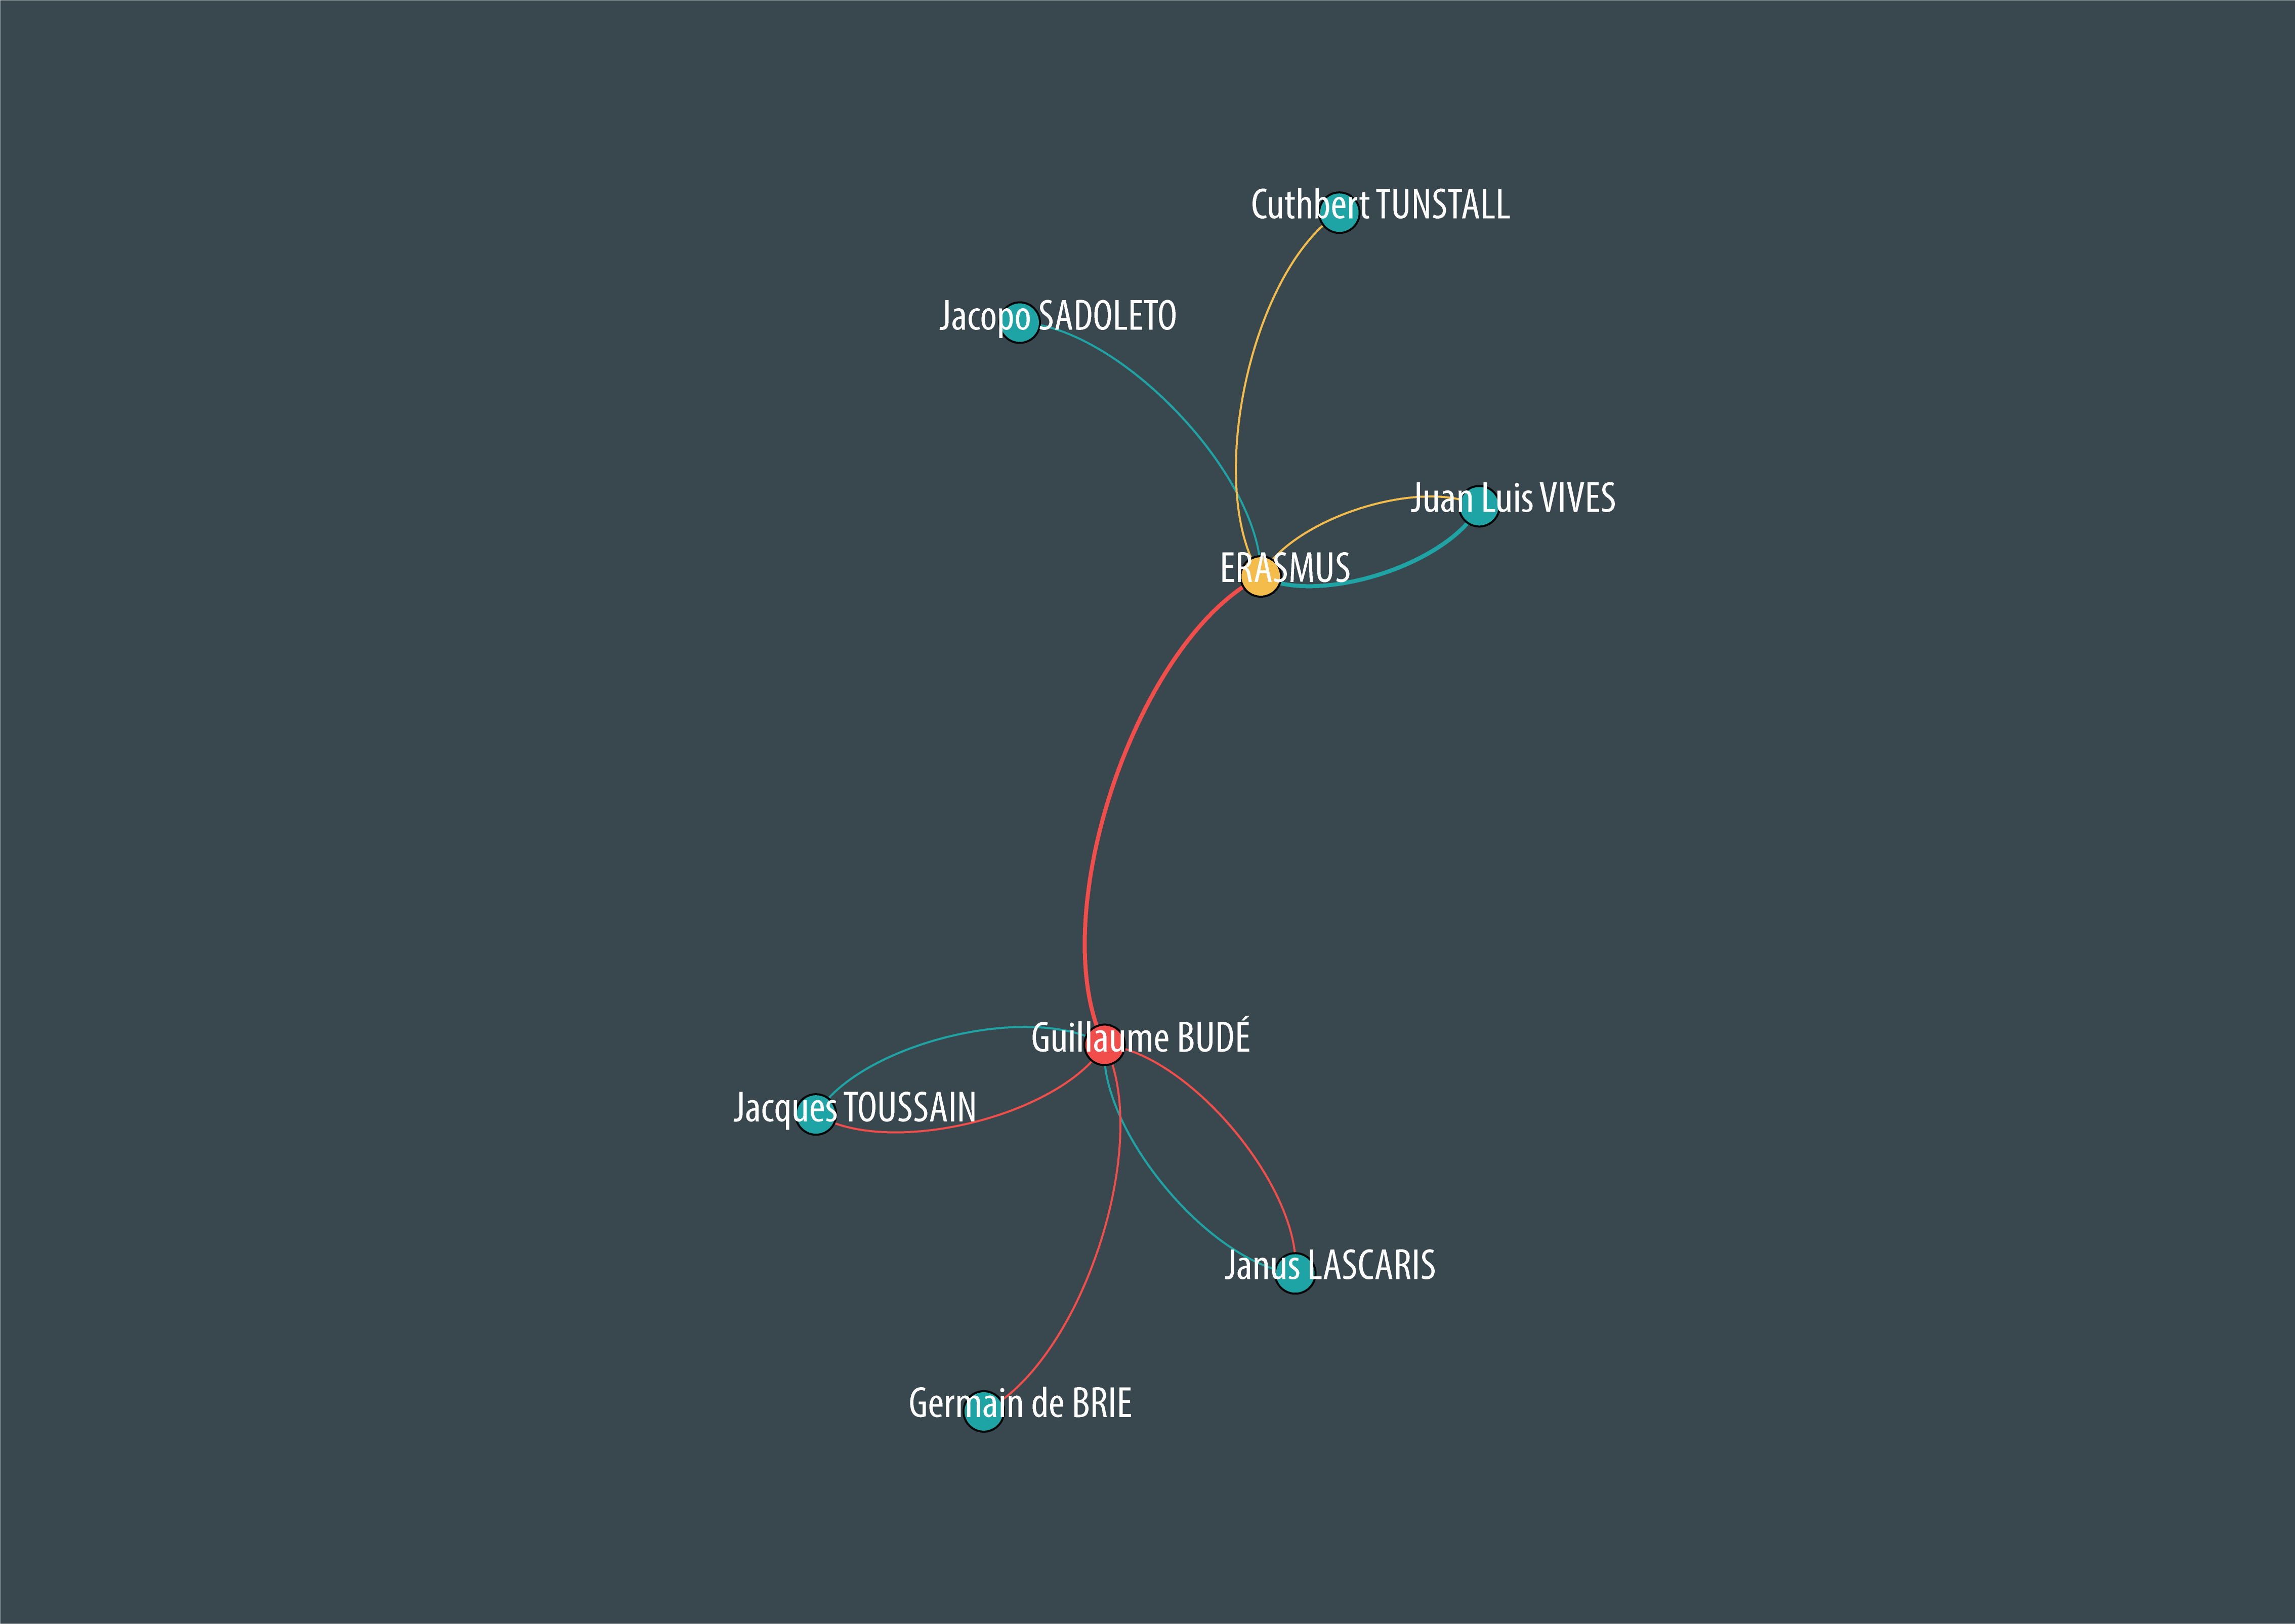 Cuthbert TUNSTALL
Jacopo SADOLETO
Juan Luis VIVES
ERASMUS
Guillaume BUDÉ
Jacques TOUSSAIN
Janus LASCARIS
Germain de BRIE